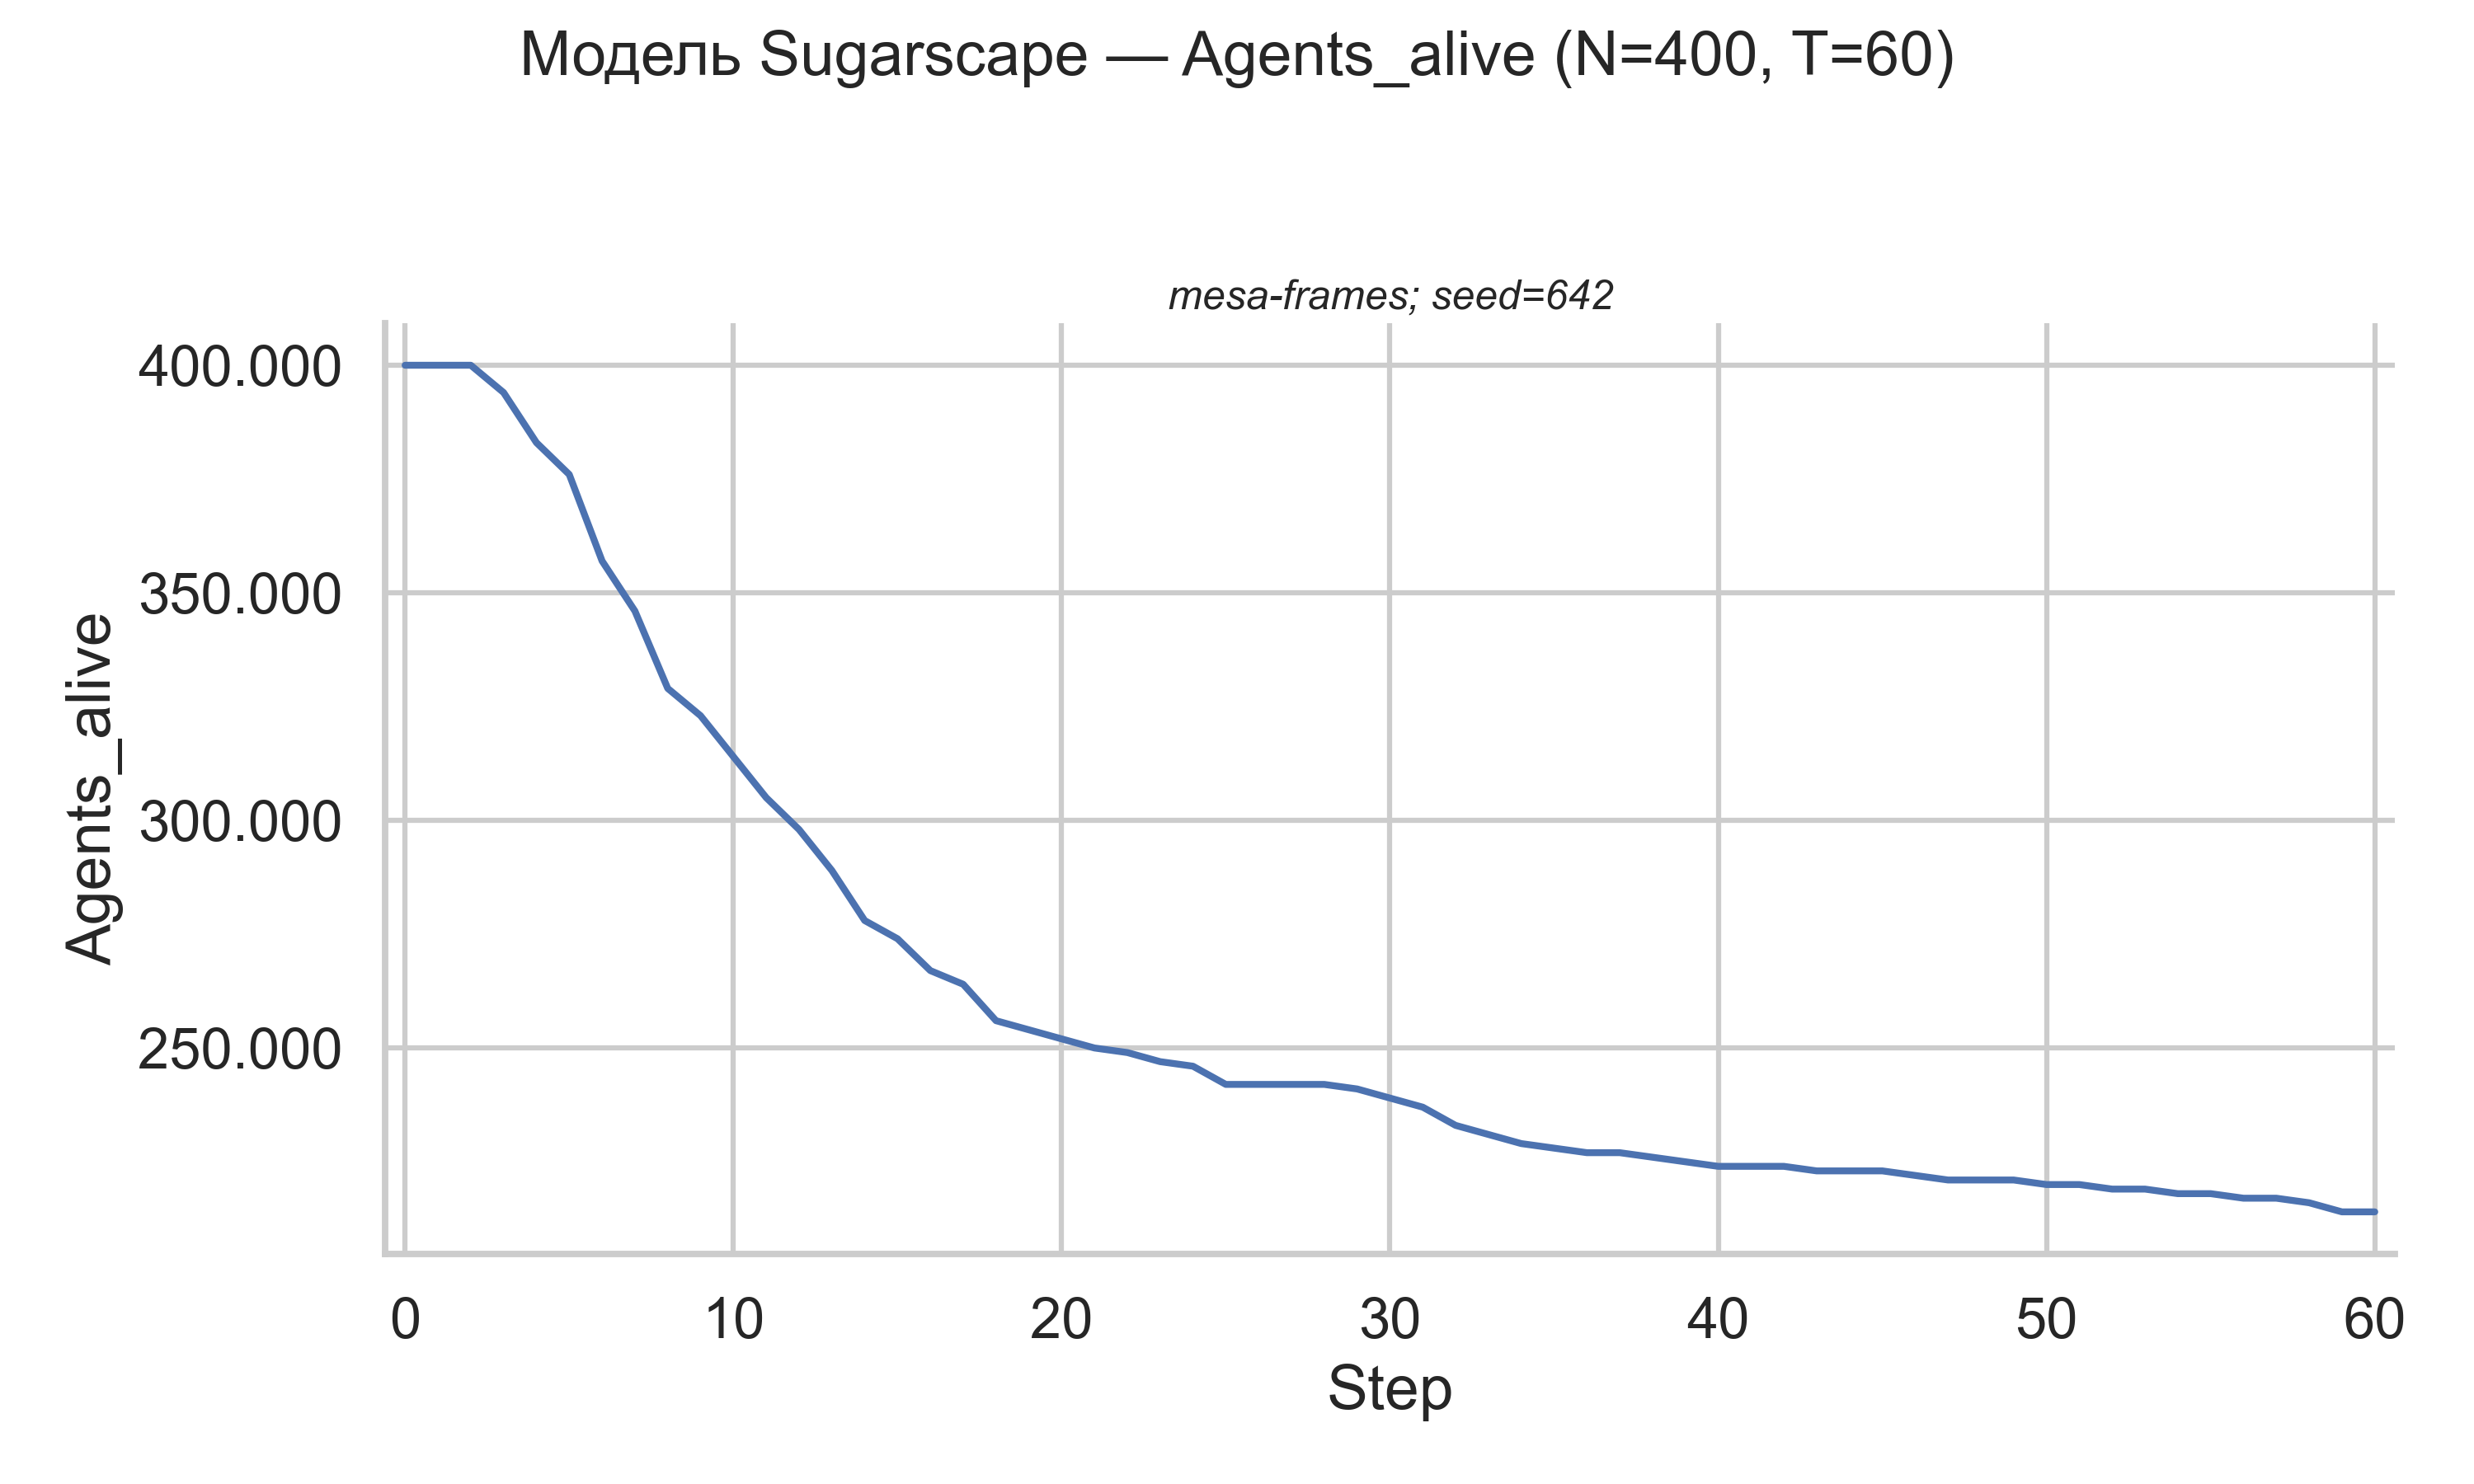 Модель Sugarscape — Agents_alive (N=400, T=60)
mesa-frames; seed=642
400.000
350.000
300.000
250.000
Agents_alive
0 10 20 30 40 50 60
Step